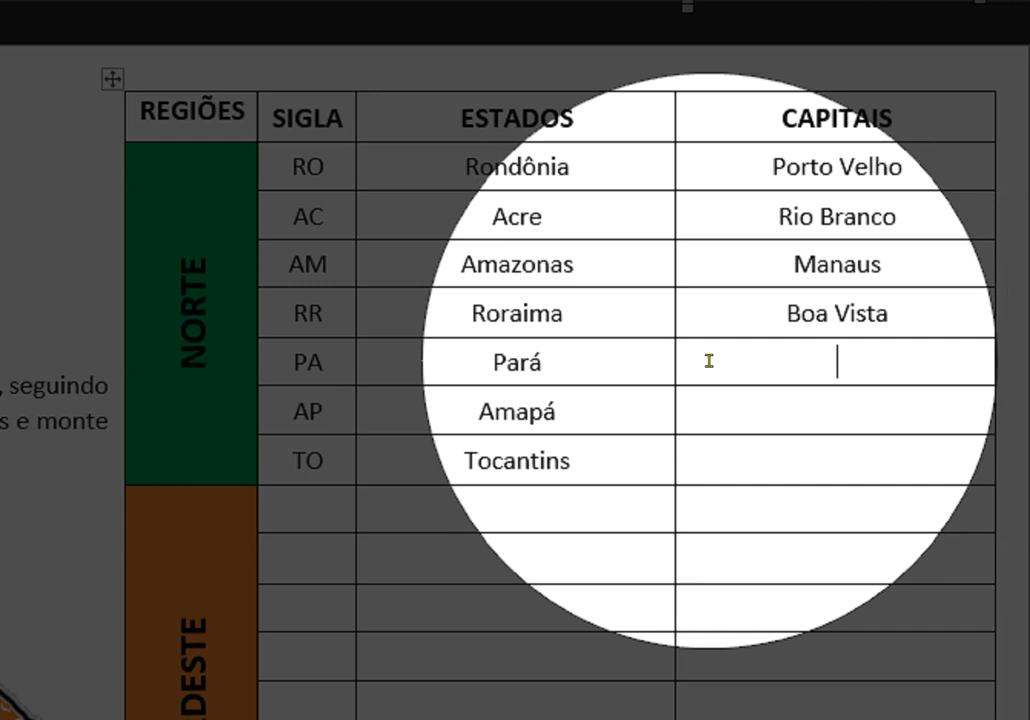 REGIÕES SIGLA ESTADOS CAPITAIS
RO Rondônia Porto Velho
AC Acre Rio Branco
AM Amazonas Manaus
RR Roraima Boa Vista
PA Pará
AP Amapá
TO Tocantins
NORTE
, seguindo
s e monte
DESTE